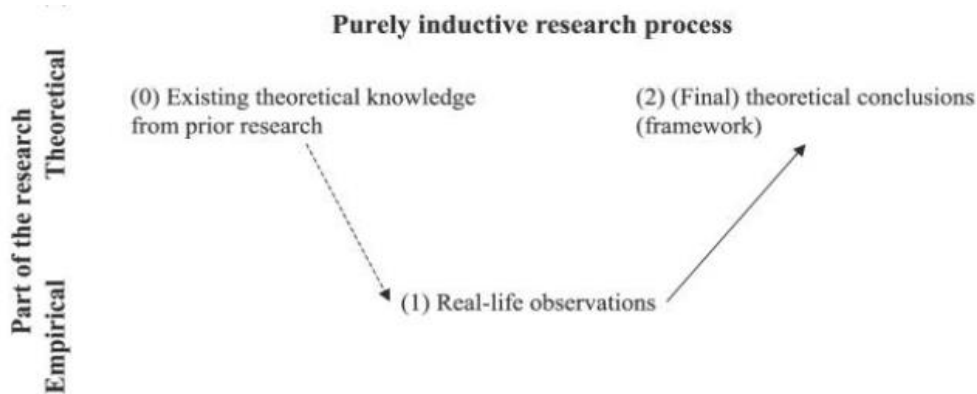 Purely inductive research process
Part of the research
Theoretical
Empirical
(0) Existing theoretical knowledge
from prior research
(2) (Final) theoretical conclusions
(framework)
(1) Real-life observations